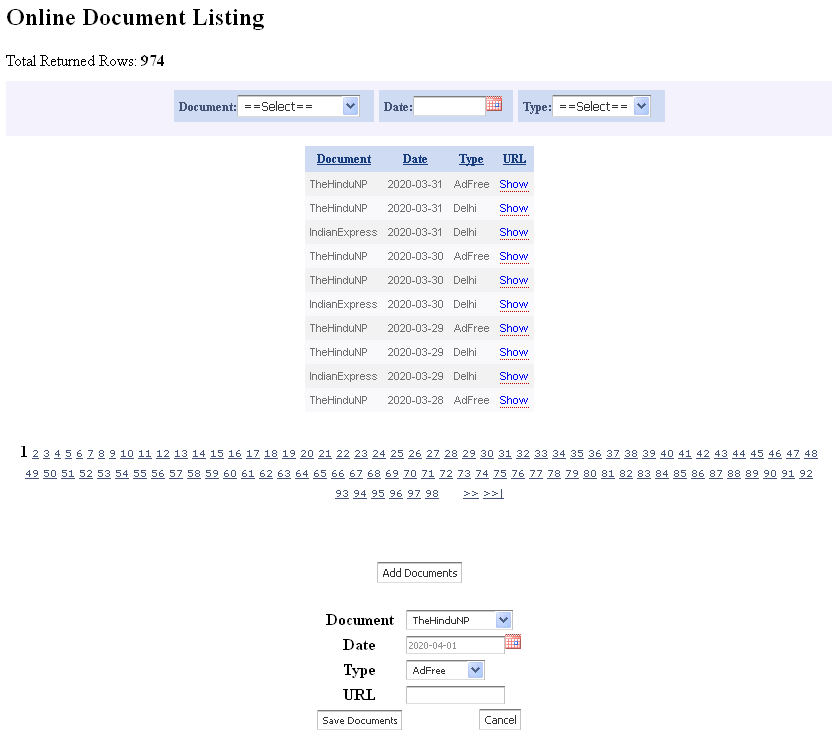 Online Document Listing
Total Returned Rows: 974
Document: ==Select== Date: Type: ==Select==
Document Date Type URL
TheHinduNP 2020-03-31 AdFree Show
TheHinduNP 2020-03-31 Delhi Show
IndianExpress 2020-03-31 Delhi Show
TheHinduNP 2020-03-30 AdFree Show
TheHinduNP 2020-03-30 Delhi Show
IndianExpress 2020-03-30 Delhi Show
TheHinduNP 2020-03-29 AdFree Show
TheHinduNP 2020-03-29 Delhi Show
IndianExpress 2020-03-29 Delhi Show
TheHinduNP 2020-03-28 AdFree Show
1 2 3 4 5 6 7 8 9 10 11 12 13 14 15 16 17 18 19 20 21 22 23 24 25 26 27 28 29 30 31 32 33 34 35 36 37 38 39 40 41 42 43 44 45 46 47 48
49 50 51 52 53 54 55 56 57 58 59 60 61 62 63 64 65 66 67 68 69 70 71 72 73 74 75 76 77 78 79 80 81 82 83 84 85 86 87 88 89 90 91 92
93 94 95 96 97 98 >> >>|
Add Documents
Document TheHinduNP
Date 2020-04-01
Type AdFree
URL
Save Documents Cancel